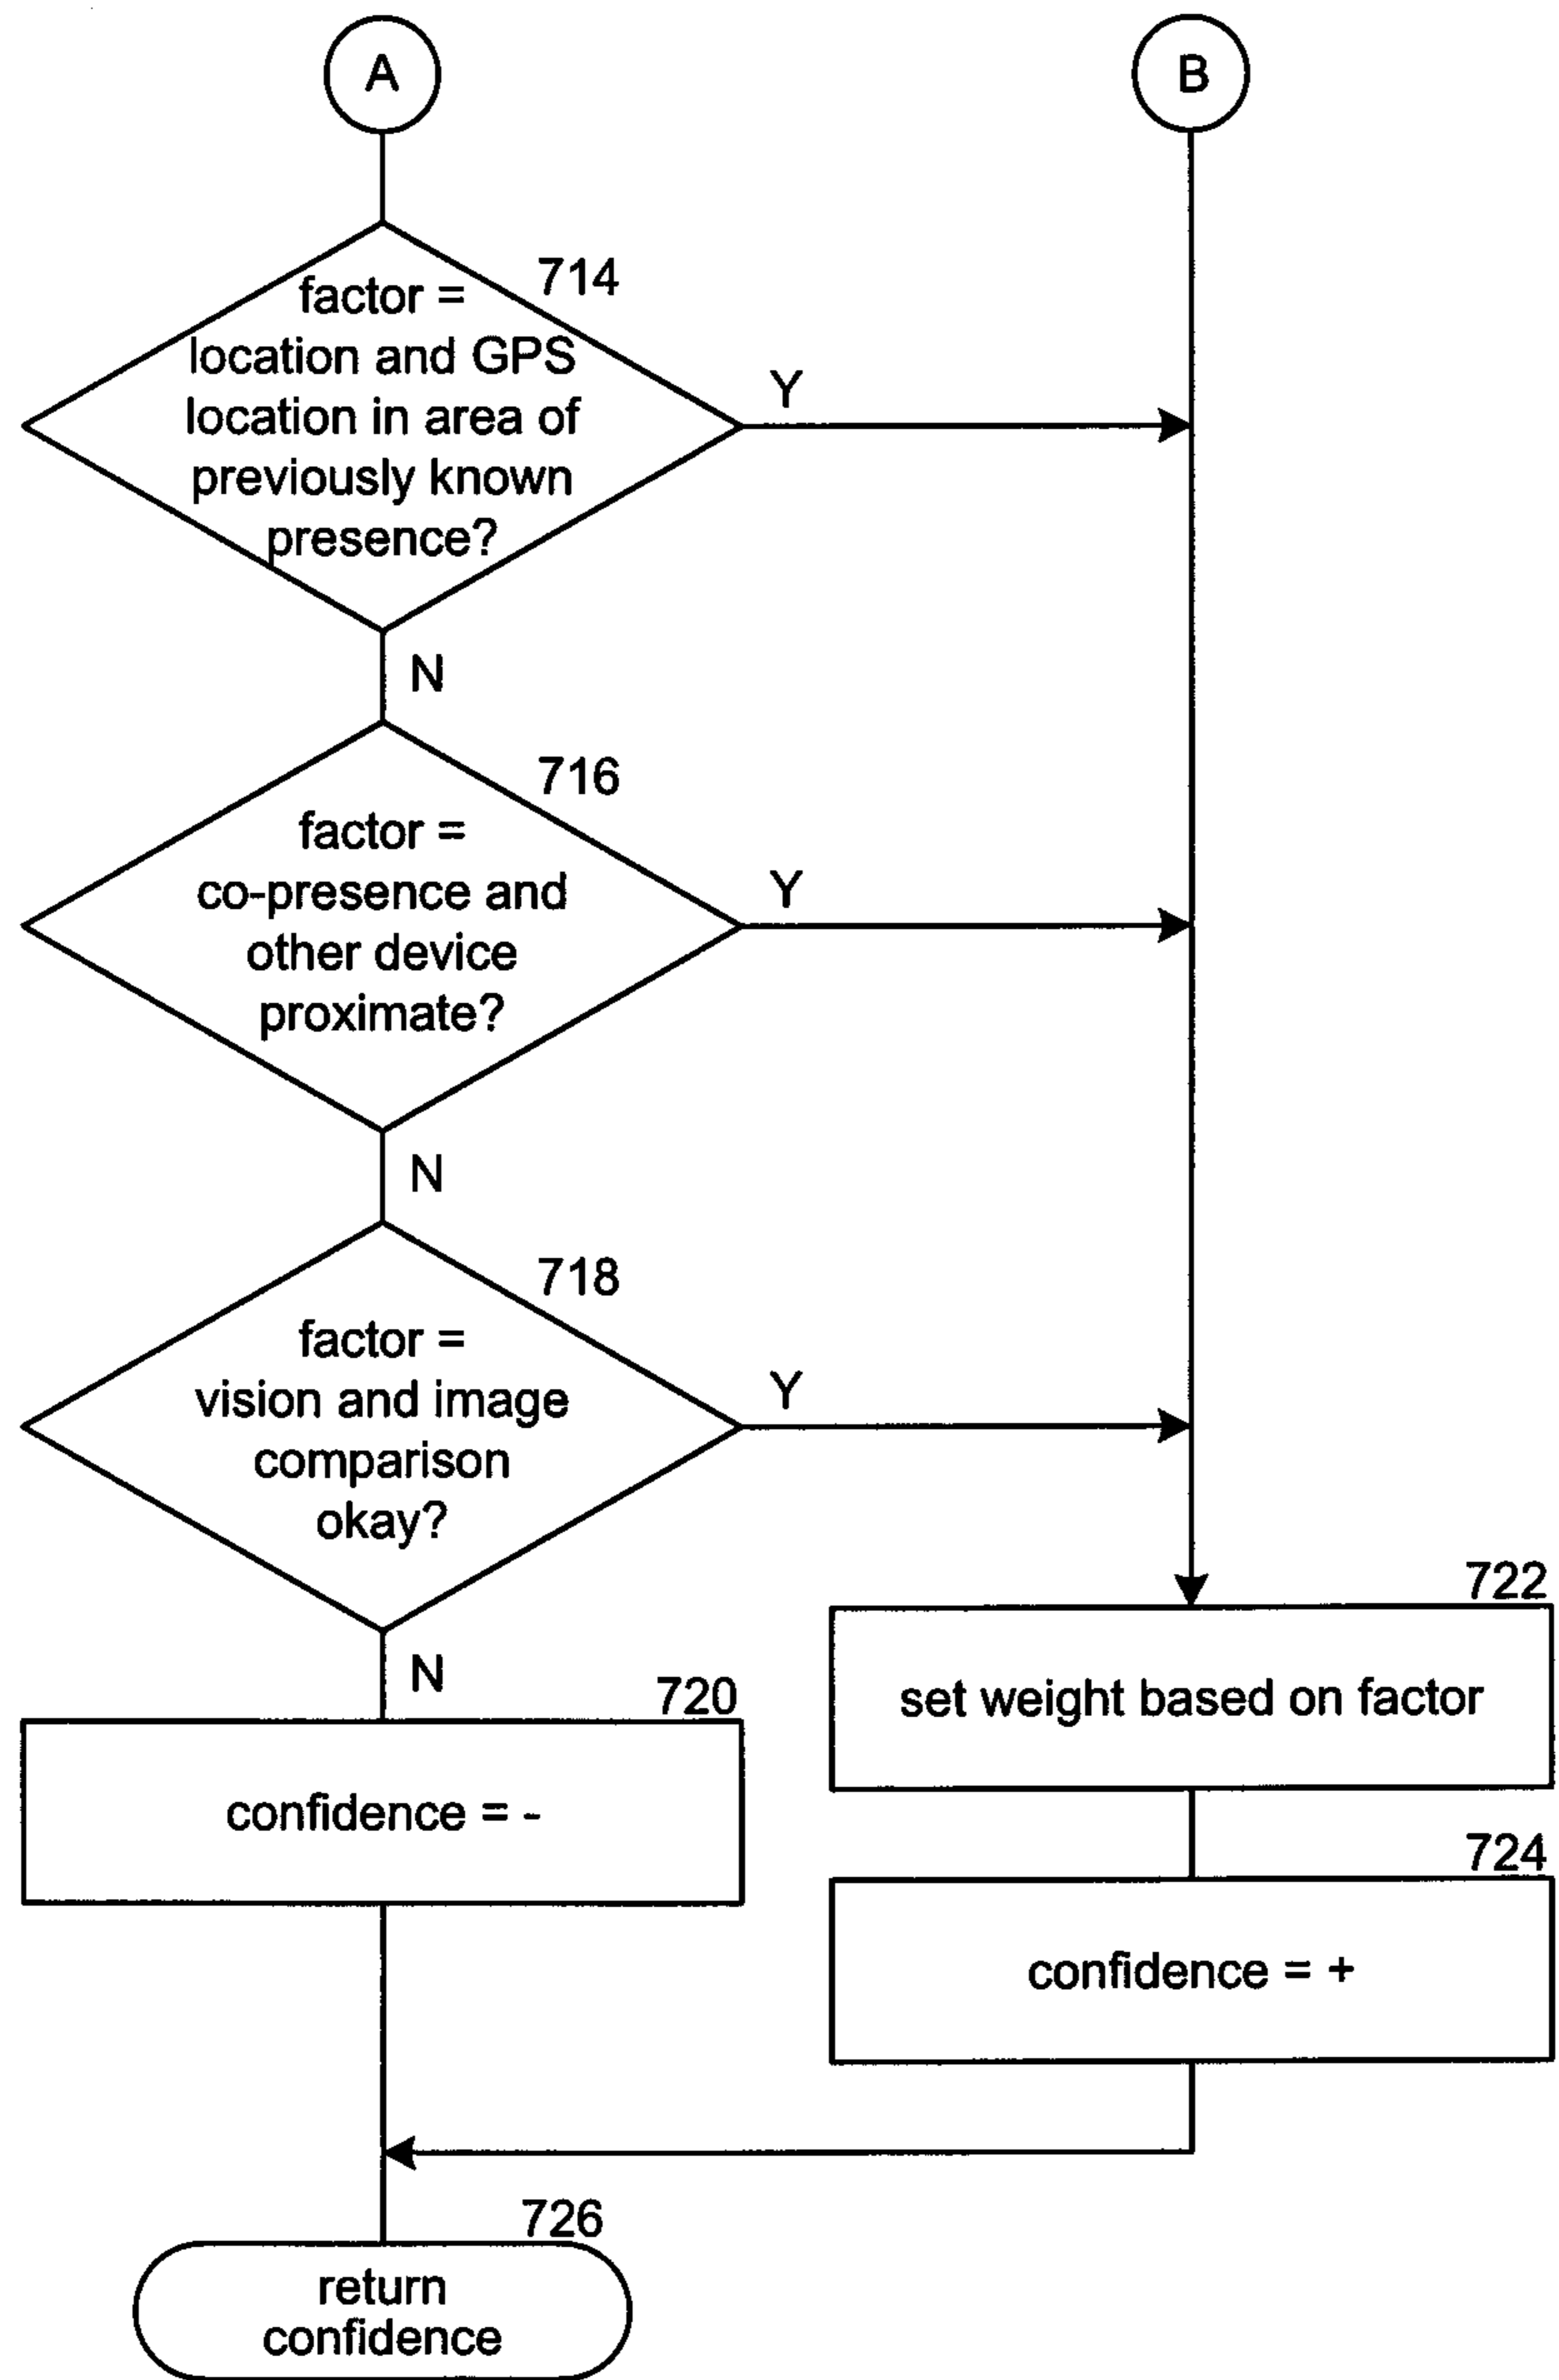 A
B
714
factor =
location and GPS
location in area of
previously known
presence?
Y
N
716
factor =
co-presence and
other device
proximate?
Y
N
718
factor =
vision and image
comparison
okay?
Y
N
720
confidence = -
722
set weight based on factor
724
confidence = +
726
return
confidence